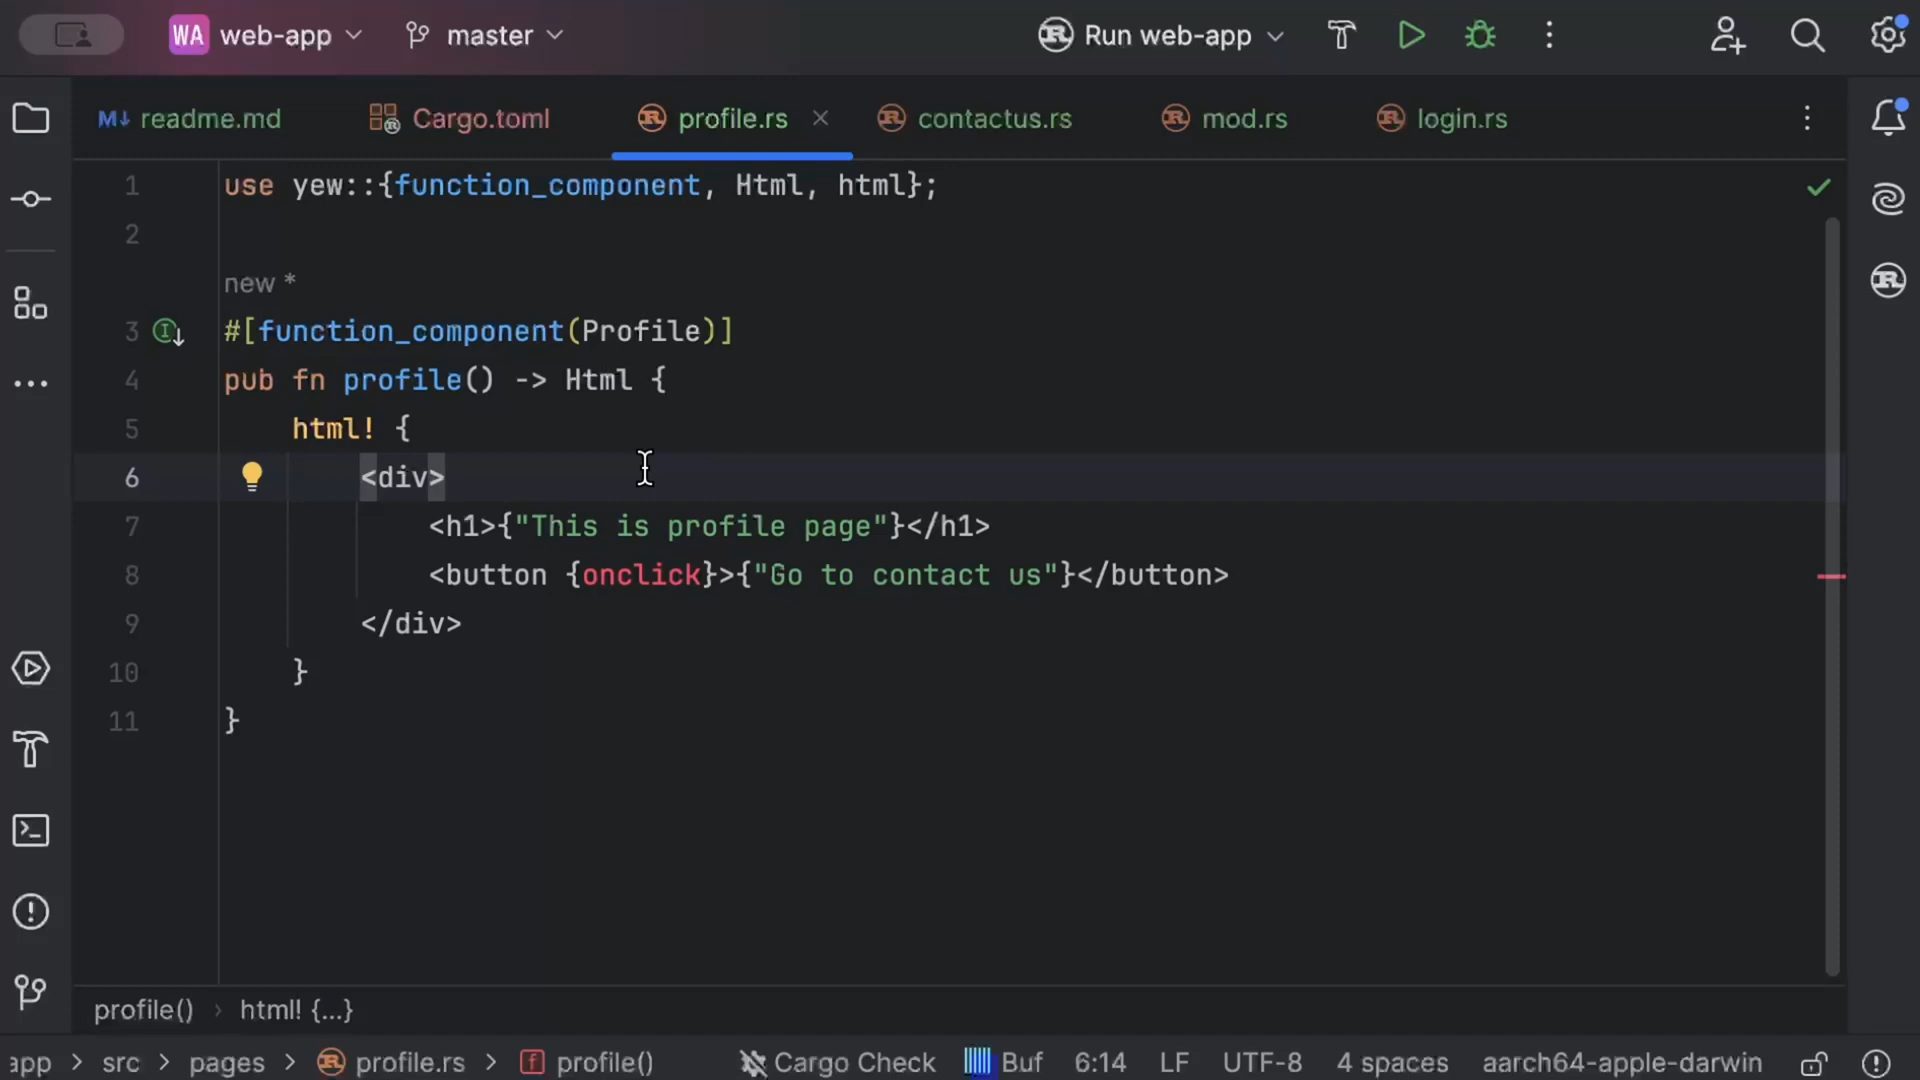 WA web-app master Run web-app
M↓ readme.md Cargo.toml profile.rs contactus.rs mod.rs login.rs
1 use yew::{function_component, Html, html};
2
new *
3 #[function_component(Profile)]
4 pub fn profile() -> Html {
5 html! {
6 <div>
7 <h1>{"This is profile page"}</h1>
8 <button {onclick}>{"Go to contact us"}</button>
9 </div>
10 }
11 }
profile() › html! {...}
app > src > pages > profile.rs > f profile() Cargo Check Buf 6:14 LF UTF-8 4 spaces aarch64-apple-darwin